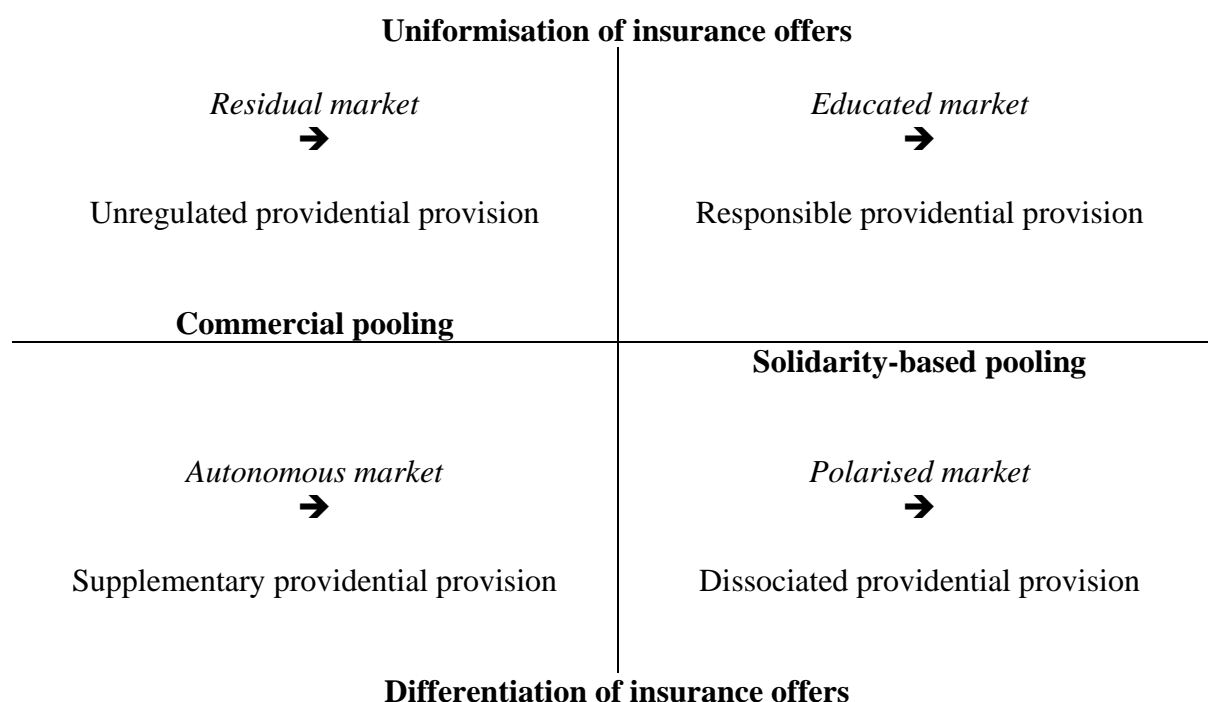 Uniformisation of insurance offers
Residual market
Educated market
➔
➔
Unregulated providential provision
Responsible providential provision
Commercial pooling
Solidarity-based pooling
Autonomous market
Polarised market
➔
➔
Supplementary providential provision
Dissociated providential provision
Differentiation of insurance offers